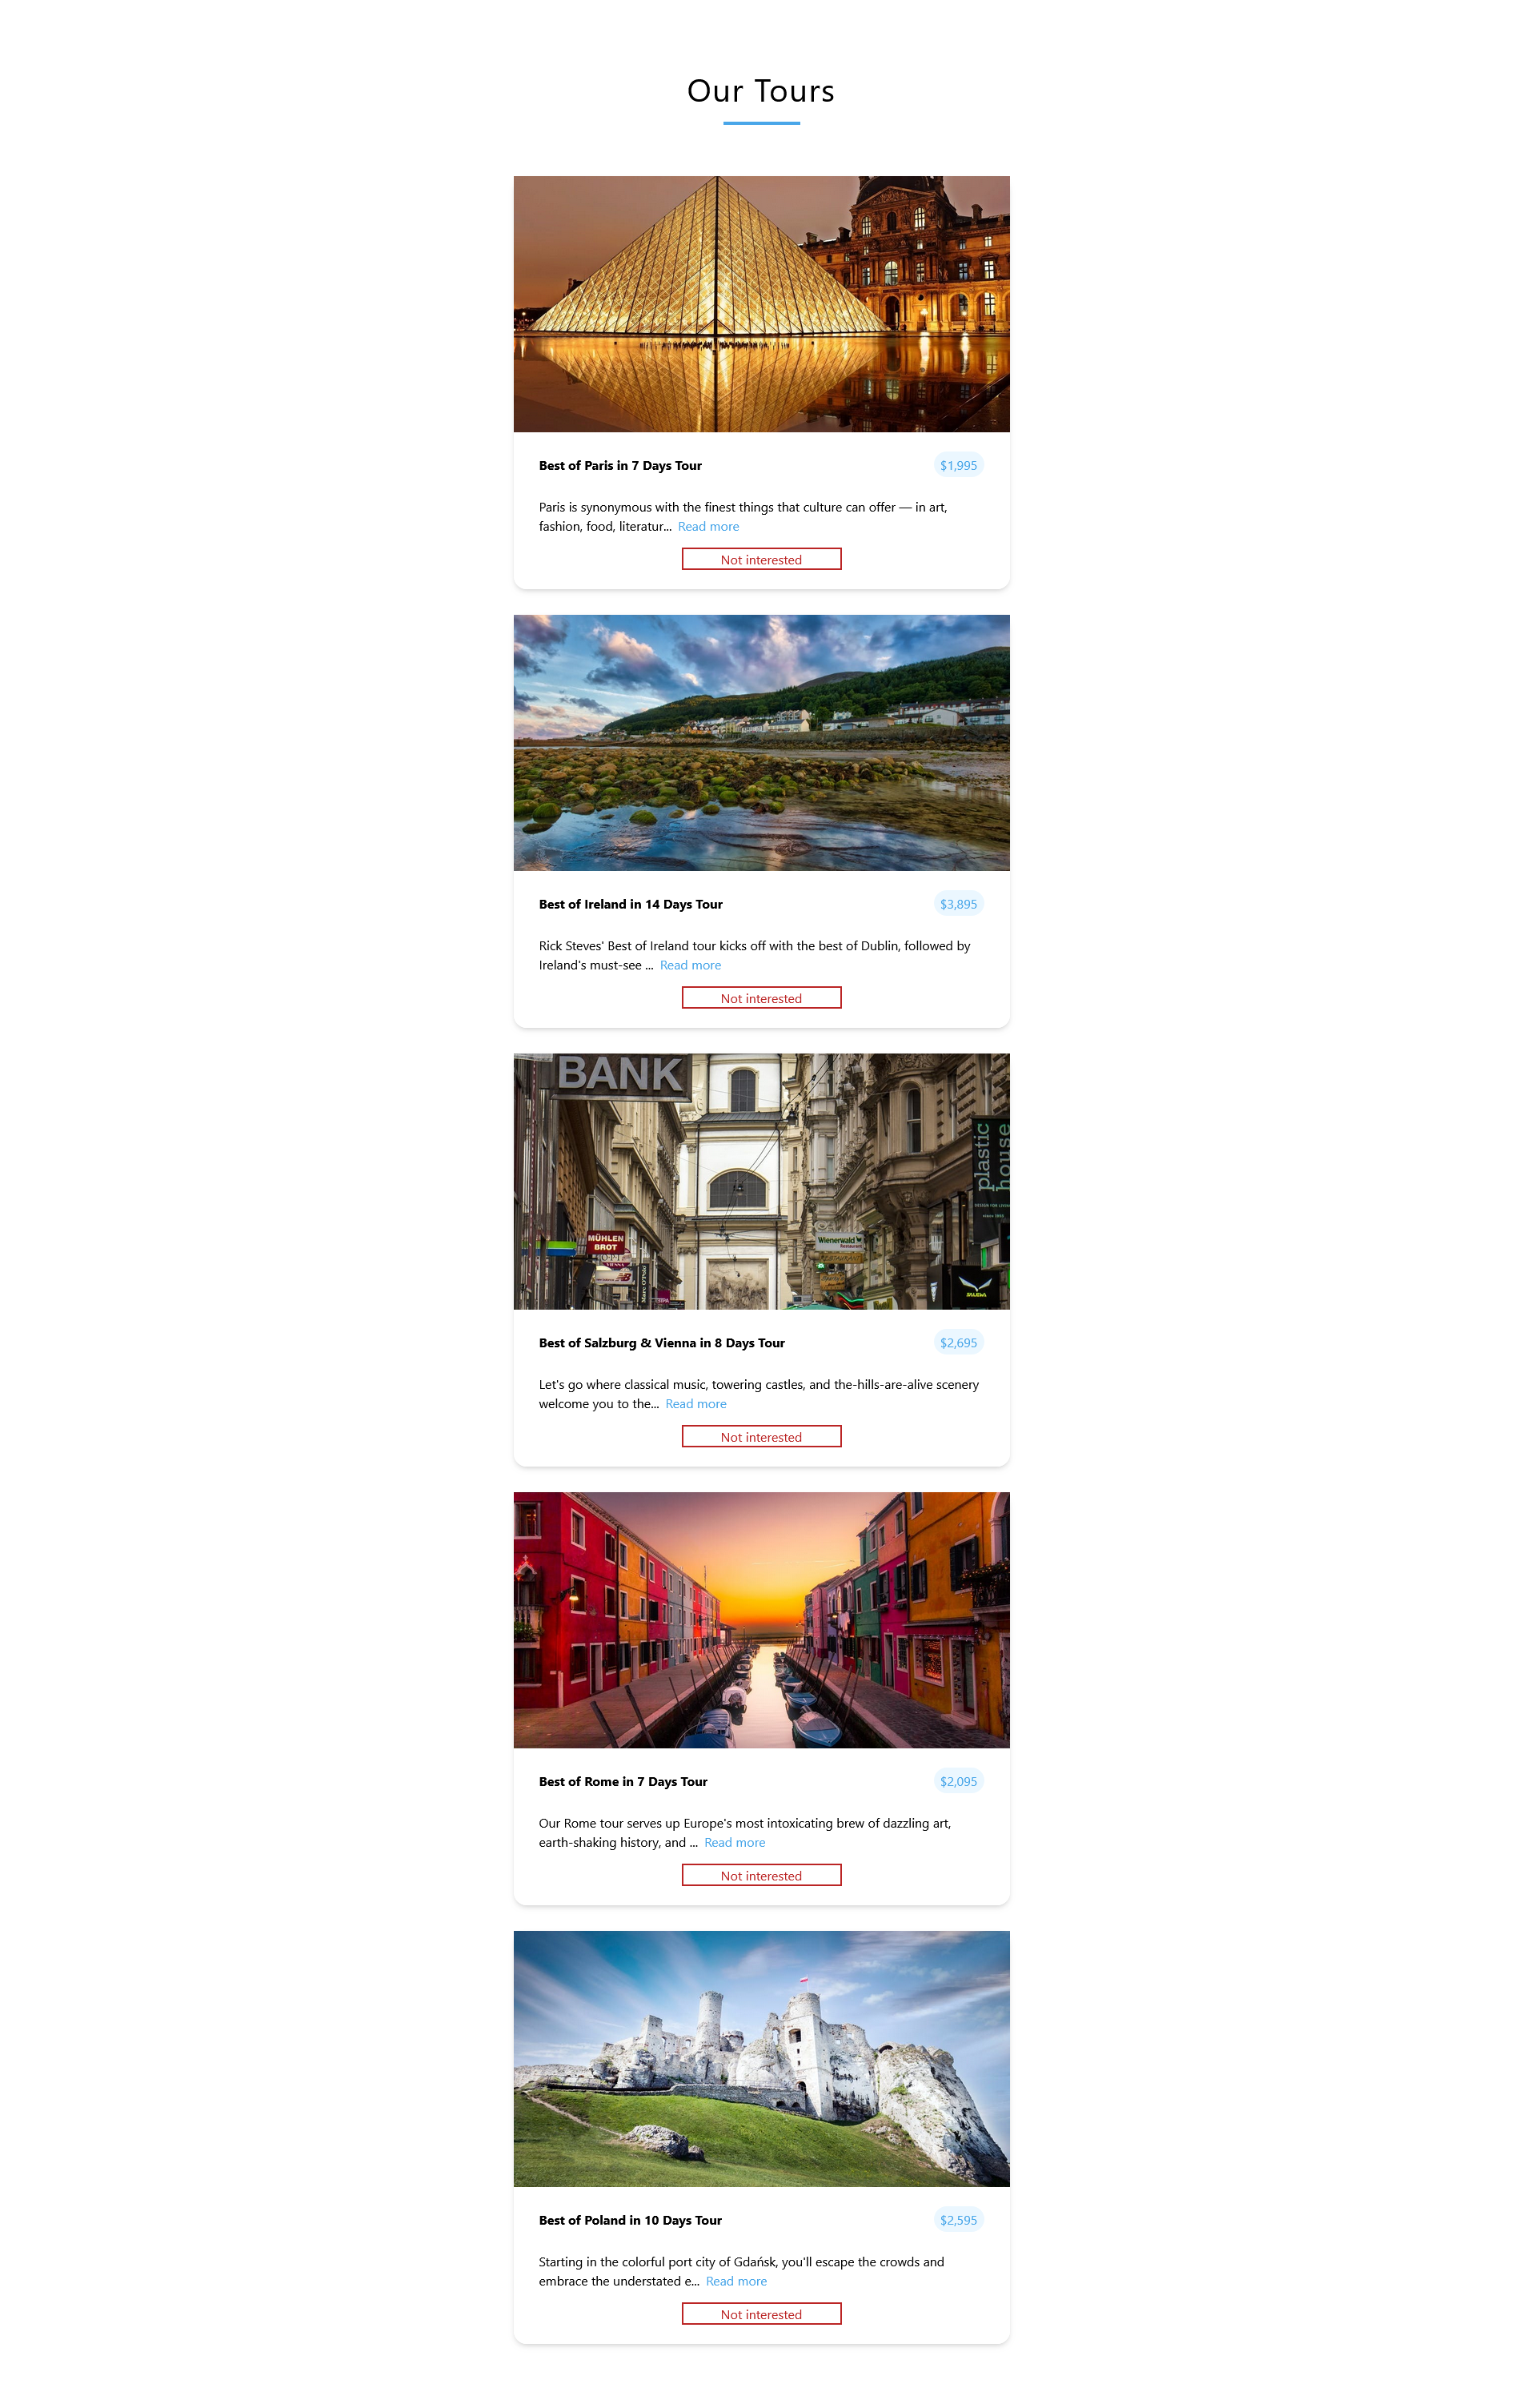 Our Tours
Best of Paris in 7 Days Tour
$1,995
Paris is synonymous with the finest things that culture can offer — in art,
fashion, food, literatur... Read more
Not interested
Best of Ireland in 14 Days Tour
$3,895
Rick Steves' Best of Ireland tour kicks off with the best of Dublin, followed by
Ireland's must-see ... Read more
Not interested
BANK
plastic
house
MÜHLEN
BROT
Wienerwald
Restaurant
SALEWA
Best of Salzburg & Vienna in 8 Days Tour
$2,695
Let's go where classical music, towering castles, and the-hills-are-alive scenery
welcome you to the... Read more
Not interested
Best of Rome in 7 Days Tour
$2,095
Our Rome tour serves up Europe's most intoxicating brew of dazzling art,
earth-shaking history, and ... Read more
Not interested
Best of Poland in 10 Days Tour
$2,595
Starting in the colorful port city of Gdańsk, you'll escape the crowds and
embrace the understated e... Read more
Not interested